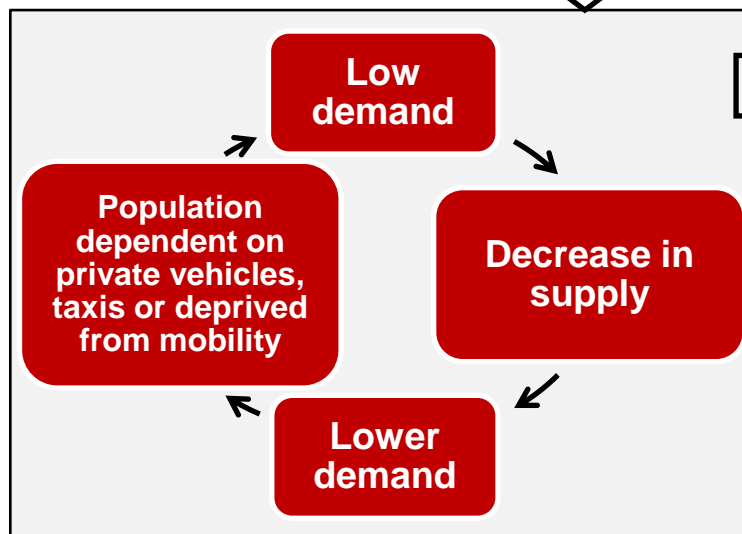 Low
demand
Population
dependent on
private vehicles,
taxis or deprived
from mobility
Decrease in
supply
Lower
demand